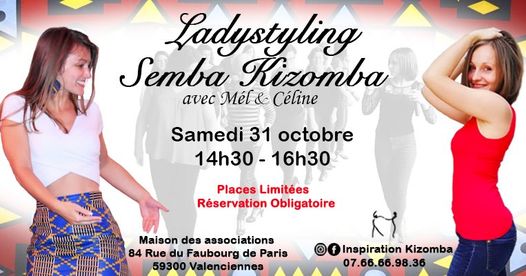 Ladystyling
Semba Kizomba
avec Mél & Céline
Samedi 31 octobre
14h30 - 16h30
Places Limitées
Réservation Obligatoire
Maison des associations
84 Rue du Faubourg de Paris
59300 Valenciennes
Inspiration Kizomba
07.66.66.98.36